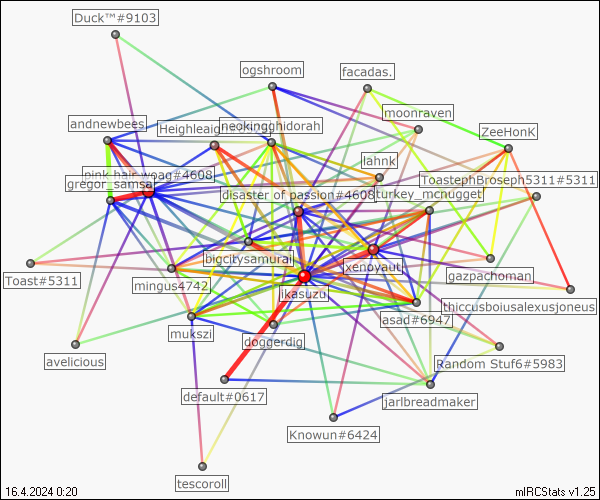 Duck™#9103
ogshroom
facadas.
moonraven
andnewbees
neokingghidorah
ZeeHonK
lahnk
pink hair woag#4608
gregor_samsa
disaster of passion#4608
turkey_mcnugget
ToastephBroseph5311#5311
bigcitysamurai
xenoyaut
gazpachoman
Toast#5311
mingus4742
ikasuzu
thiccusboiusalexusjoneus
asad#6947
mukszi
doggerdig
avelicious
Random Stuf6#5983
default#0617
jarlbreadmaker
Knowun#6424
tescoroll
16.4.2024 0:20
mIRCStats v1.25